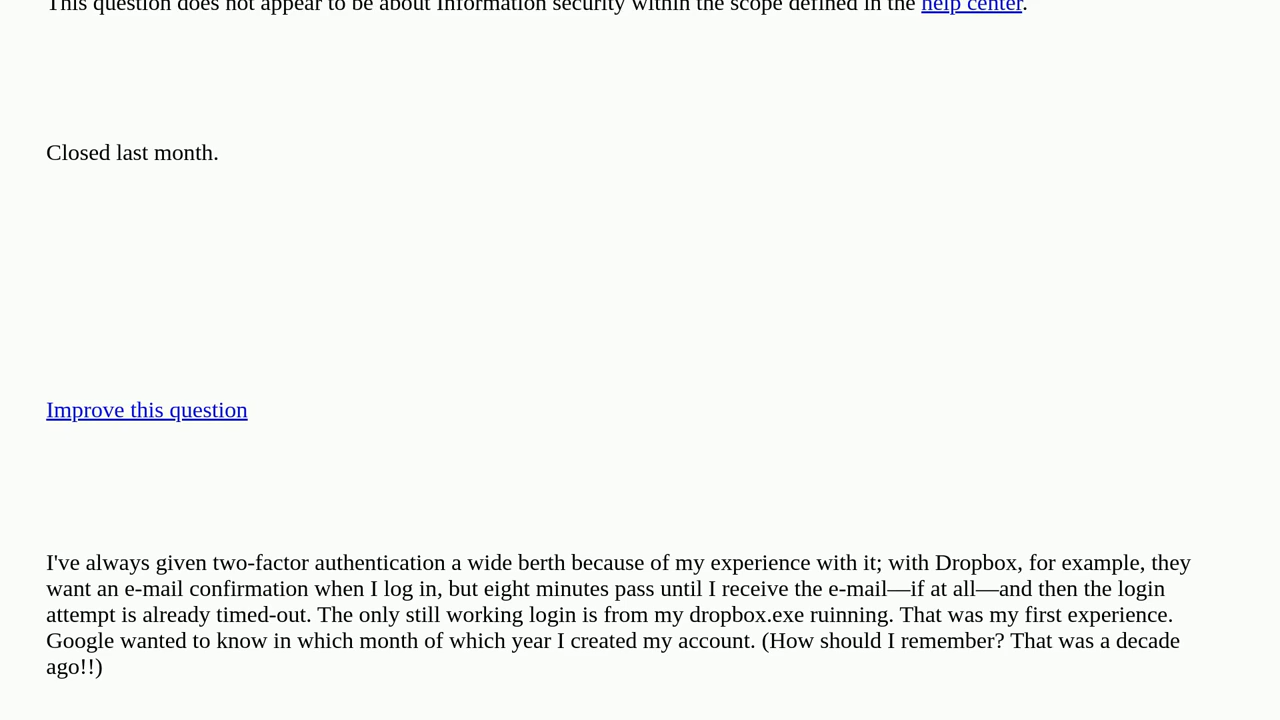 This question does not appear to be about Information security within the scope defined in the help center.
Closed last month.
Improve this question
I've always given two-factor authentication a wide berth because of my experience with it; with Dropbox, for example, they
want an e-mail confirmation when I log in, but eight minutes pass until I receive the e-mail—if at all—and then the login
attempt is already timed-out. The only still working login is from my dropbox.exe ruinning. That was my first experience.
Google wanted to know in which month of which year I created my account. (How should I remember? That was a decade
ago!!)